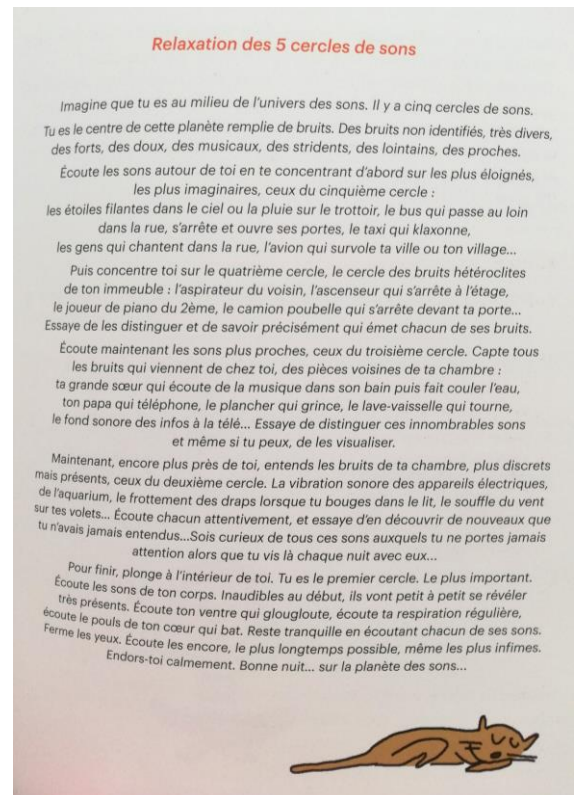 Relaxation des 5 cercles de sons
Imagine que tu es au milieu de l'univers des sons. Il y a cinq cercles de sons.
Tu es le centre de cette planète remplie de bruits. Des bruits non identifiés, très divers,
des forts, des doux, des musicaux, des stridents, des lointains, des proches.
Écoute les sons autour de toi en te concentrant d'abord sur les plus éloignés,
les plus imaginaires, ceux du cinquième cercle :
les étoiles filantes dans le ciel ou la pluie sur le trottoir, le bus qui passe au loin
dans la rue, s'arrête et ouvre ses portes, le taxi qui klaxonne,
les gens qui chantent dans la rue, l'avion qui survole ta ville ou ton village...
Puis concentre toi sur le quatrième cercle, le cercle des bruits hétéroclites
de ton immeuble : l'aspirateur du voisin, l'ascenseur qui s'arrête à l'étage,
le joueur de piano du 2ème, le camion poubelle qui s'arrête devant ta porte...
Essaye de les distinguer et de savoir précisément qui émet chacun de ses bruits.
Écoute maintenant les sons plus proches, ceux du troisième cercle. Capte tous
les bruits qui viennent de chez toi, des pièces voisines de ta chambre :
ta grande sœur qui écoute de la musique dans son bain puis fait couler l'eau,
ton papa qui téléphone, le plancher qui grince, le lave-vaisselle qui tourne,
le fond sonore des infos à la télé... Essaye de distinguer ces innombrables sons
et même si tu peux, de les visualiser.
Maintenant, encore plus près de toi, entends les bruits de ta chambre, plus discrets
mais présents, ceux du deuxième cercle. La vibration sonore des appareils électriques,
de l'aquarium, le frottement des draps lorsque tu bouges dans le lit, le souffle du vent
sur tes volets... Écoute chacun attentivement, et essaye d'en découvrir de nouveaux que
tu n'avais jamais entendus...Sois curieux de tous ces sons auxquels tu ne portes jamais
attention alors que tu vis là chaque nuit avec eux...
Pour finir, plonge à l'intérieur de toi. Tu es le premier cercle. Le plus important.
Écoute les sons de ton corps. Inaudibles au début, ils vont petit à petit se révéler
très présents. Écoute ton ventre qui glougloute, écoute ta respiration régulière,
écoute le pouls de ton cœur qui bat. Reste tranquille en écoutant chacun de ses sons.
Ferme les yeux. Écoute les encore, le plus longtemps possible, même les plus infimes.
Endors-toi calmement. Bonne nuit... sur la planète des sons...